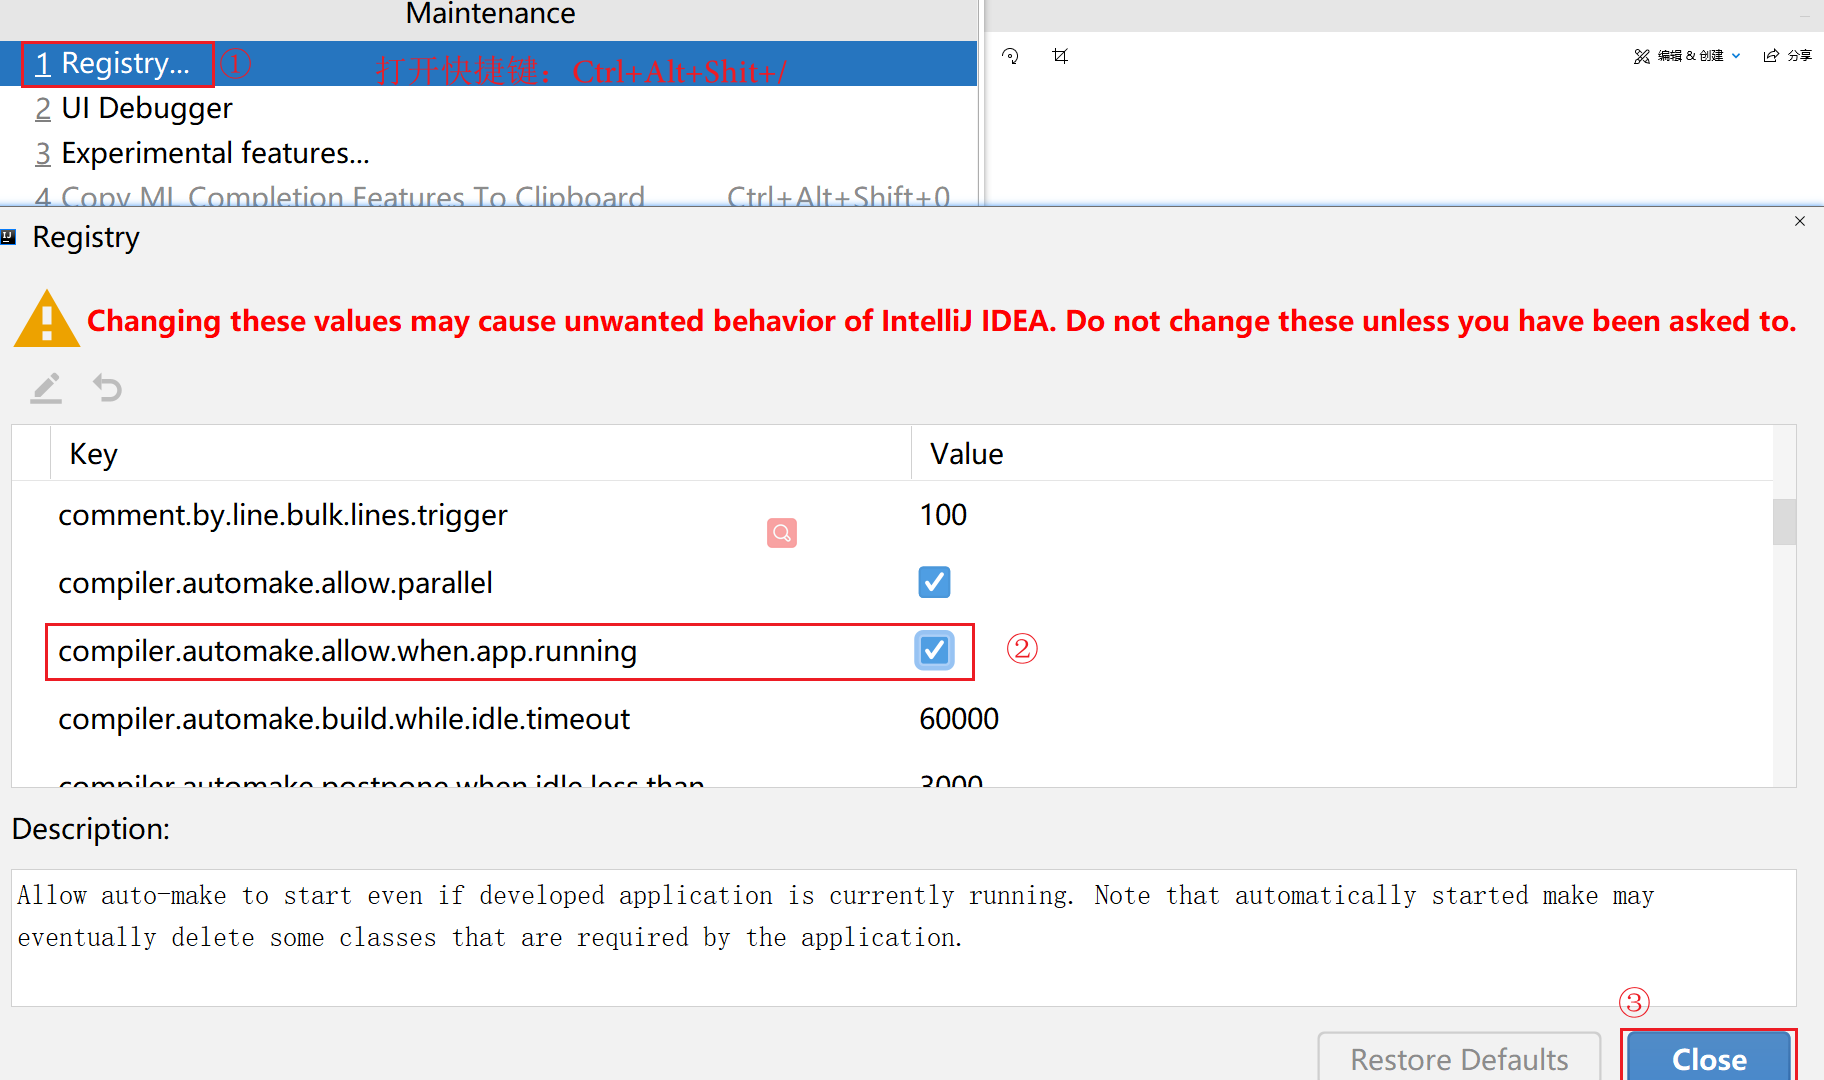 Maintenance
1 Registry... ① 打开快捷键：Ctrl+Alt+Shit+/
编辑 & 创建 分享
2 UI Debugger
3 Experimental features...
4 Copy ML Completion Features To Clipboard Ctrl+Alt+Shift+0
Registry
Changing these values may cause unwanted behavior of IntelliJ IDEA. Do not change these unless you have been asked to.
Key Value
comment.by.line.bulk.lines.trigger 100
compiler.automake.allow.parallel
compiler.automake.allow.when.app.running ②
compiler.automake.build.while.idle.timeout 60000
compiler.automake.postpone.when.idle.less.than 3000
Description:
Allow auto-make to start even if developed application is currently running. Note that automatically started make may
eventually delete some classes that are required by the application.
③
Restore Defaults Close